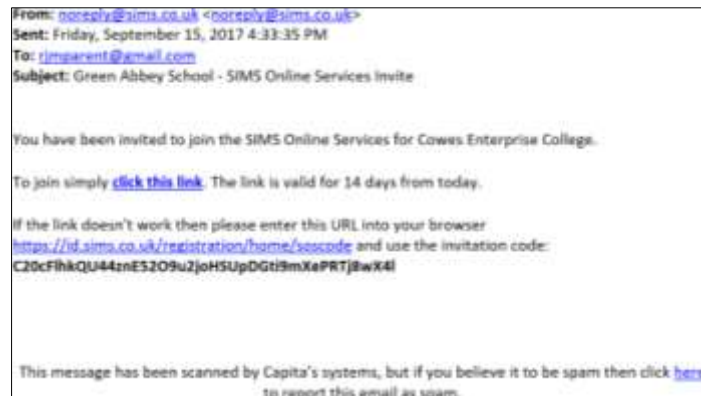 From: noreply@sims.co.uk <noreply@sims.co.uk>
Sent: Friday, September 15, 2017 4:33:35 PM
To: rjmparent@gmail.com
Subject: Green Abbey School - SIMS Online Services Invite
You have been invited to join the SIMS Online Services for Cowes Enterprise College.
To join simply click this link. The link is valid for 14 days from today.
If the link doesn't work then please enter this URL into your browser
https://id.sims.co.uk/registration/home/soscode and use the invitation code:
This message has been scanned by Capita's systems, but if you believe it to be spam then click here
to report this email as spam.